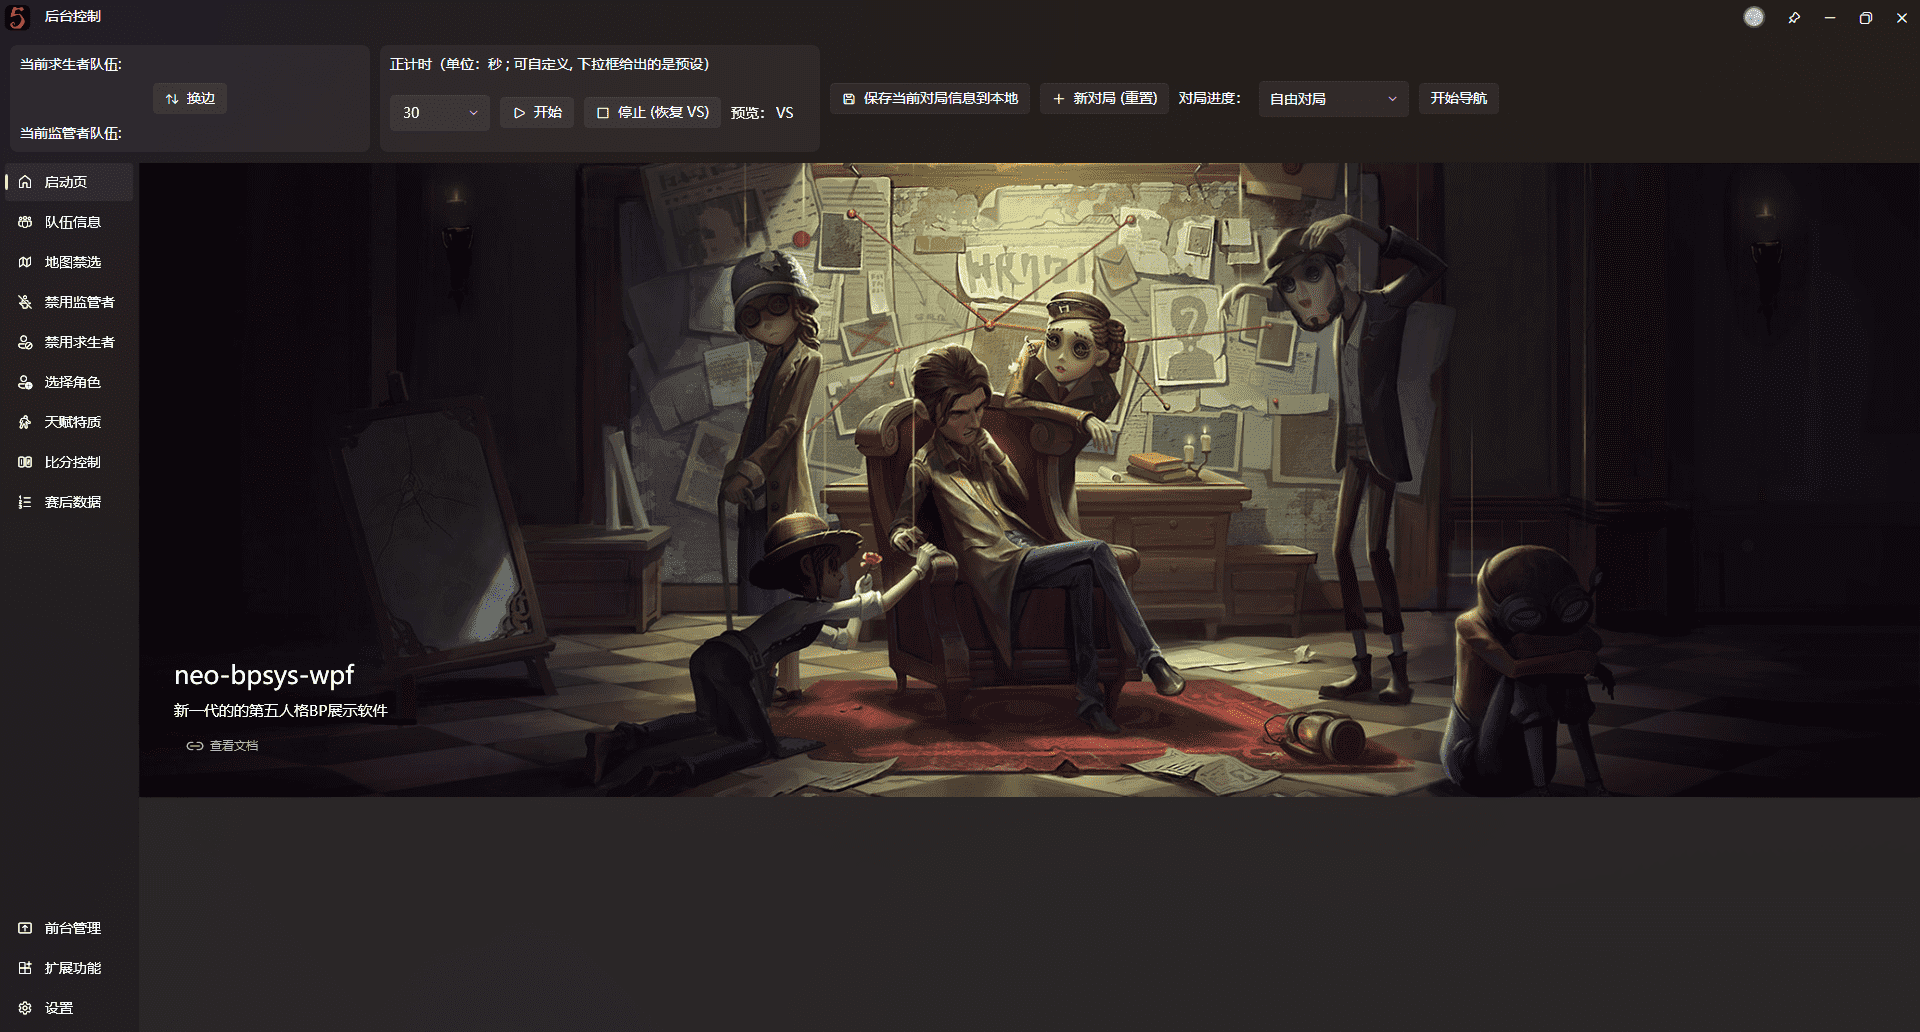 后台控制
当前求生者队伍:
换边
当前监管者队伍:
正计时（单位：秒 ; 可自定义, 下拉框给出的是预设）
30
开始
停止 (恢复 VS)
预览： VS
保存当前对局信息到本地
新对局 (重置)
对局进度：
自由对局
开始导航
启动页
队伍信息
地图禁选
禁用监管者
禁用求生者
选择角色
天赋特质
比分控制
赛后数据
neo-bpsys-wpf
新一代的的第五人格BP展示软件
查看文档
前台管理
扩展功能
设置